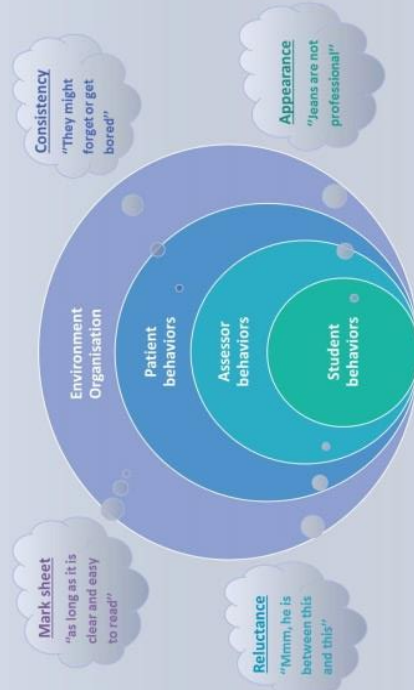 Mark sheet
"as long as it is
clear and easy
to read"
Consistency
"They might
forget or get
bored"
Environment
Organisation
Patient
behaviors
Assessor
behaviors
Student
behaviors
Reluctance
"Mmm, he is
between this
and this"
Appearance
"Jeans are not
professional"